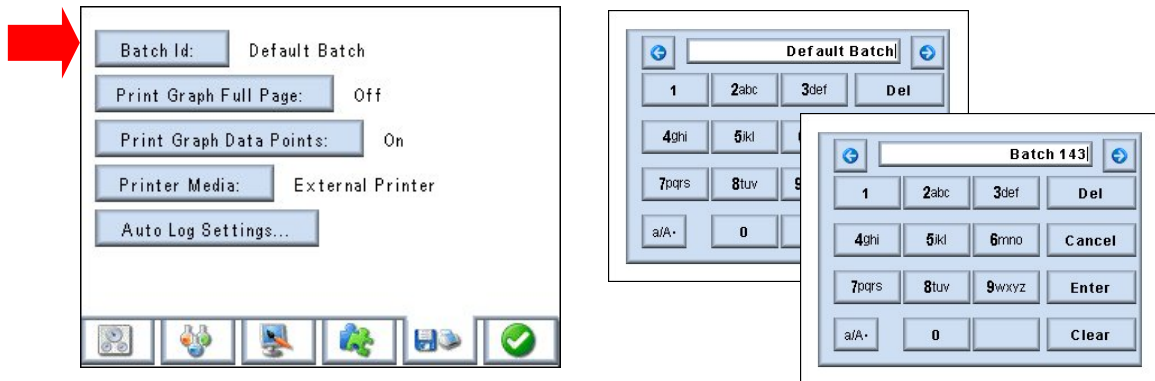 Batch Id: Default Batch
Print Graph Full Page: Off
Print Graph Data Points: On
Printer Media: External Printer
Auto Log Settings...
Default Batch
1 2abc 3def Del
4ghi 5jkl
7pqrs 8tuv
a/A• 0
Batch 143
1 2abc 3def Del
4ghi 5jkl 6mno Cancel
7pqrs 8tuv 9wxyz Enter
a/A• 0 Clear